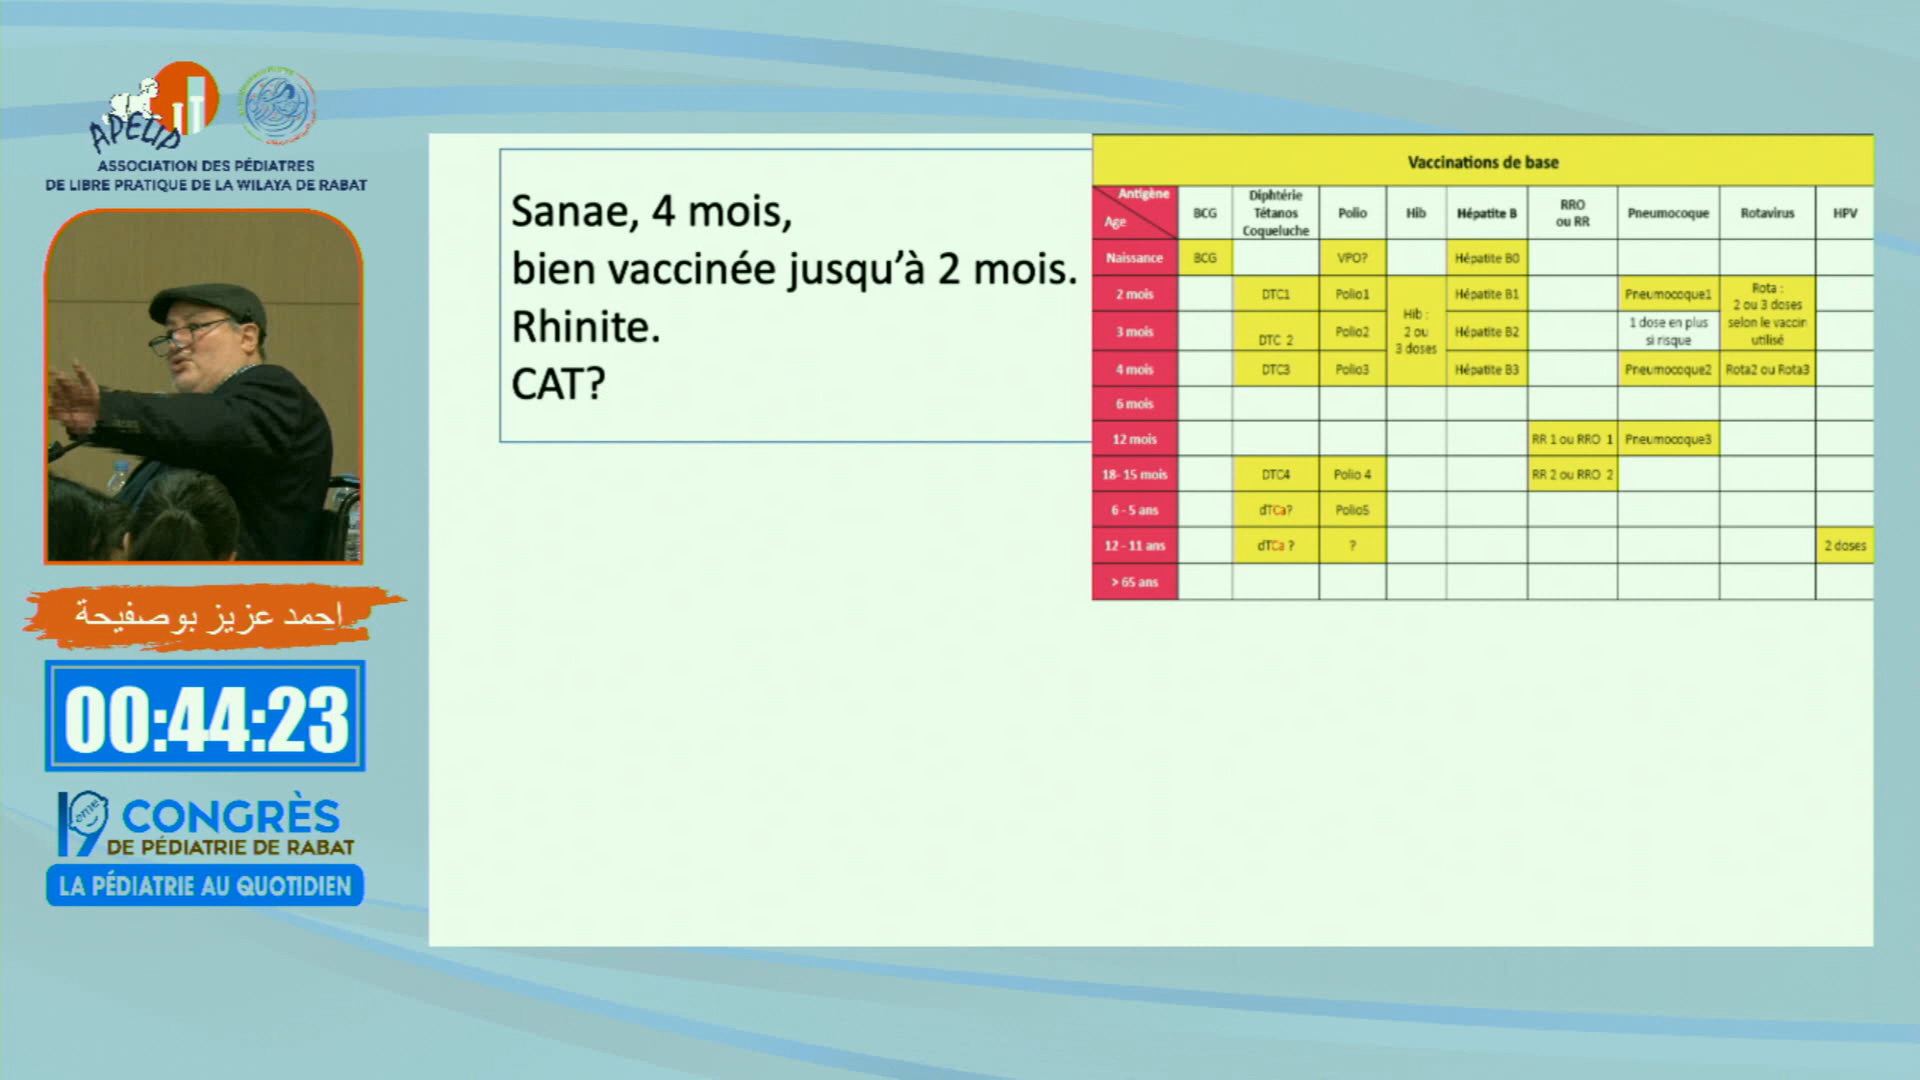 APELIP
ASSOCIATION DES PÉDIATRES
DE LIBRE PRATIQUE DE LA WILAYA DE RABAT
احمد عزيز بوصفيحة
00:44:23
19eme CONGRÈS
DE PÉDIATRIE DE RABAT
LA PÉDIATRIE AU QUOTIDIEN
Sanae, 4 mois,
bien vaccinée jusqu’à 2 mois.
Rhinite.
CAT?
Vaccinations de base
Antigène
Age
BCG
Diphtérie
Tétanos
Coqueluche
Polio
Hib
Hépatite B
RRO
ou RR
Pneumocoque
Rotavirus
HPV
Naissance BCG VPO? Hépatite B0
2 mois DTC1 Polio1 Hépatite B1 Pneumocoque1
Rota :
2 ou 3 doses
selon le vaccin
utilisé
Hib :
2 ou
3 doses
3 mois DTC 2 Polio2 Hépatite B2
1 dose en plus
si risque
4 mois DTC3 Polio3 Hépatite B3 Pneumocoque2 Rota2 ou Rota3
6 mois
12 mois RR 1 ou RRO 1 Pneumocoque3
18- 15 mois DTC4 Polio 4 RR 2 ou RRO 2
6 - 5 ans dTCa? Polio5
12 - 11 ans dTCa ? ? 2 doses
> 65 ans